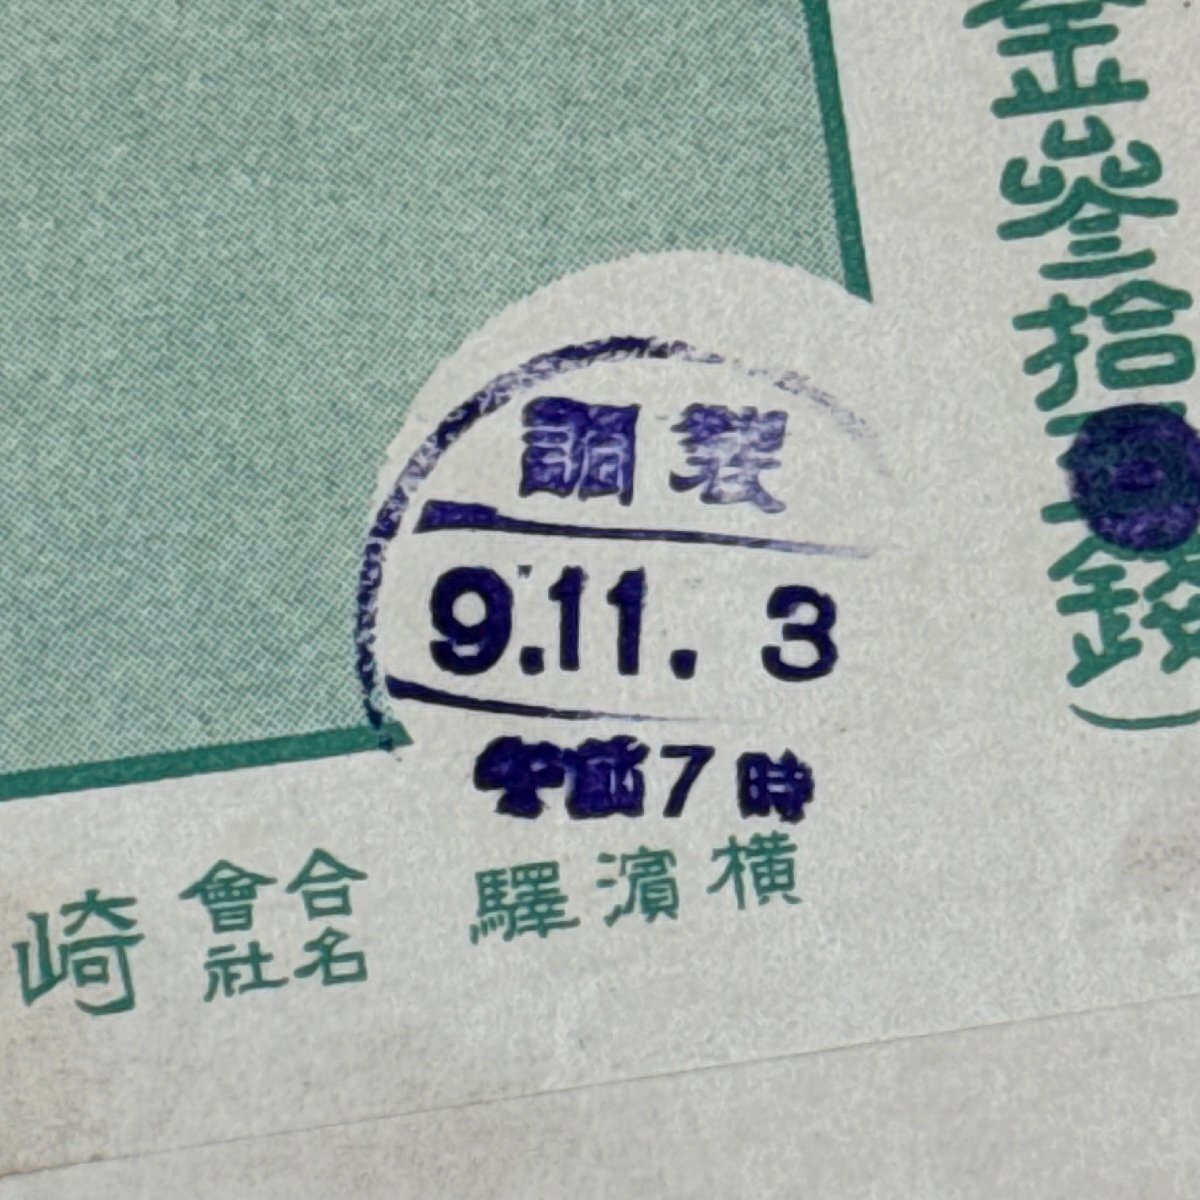 金參拾
錢)
調製
9.11. 3
午前7時
驛濱横
會合
社名
崎